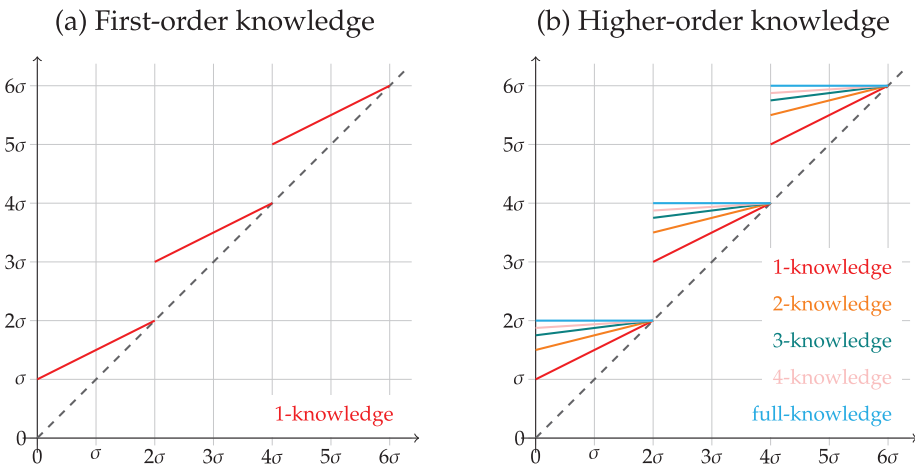 (a) First-order knowledge
6σ
5σ
4σ
3σ
2σ
σ
0
0 σ 2σ 3σ 4σ 5σ 6σ
1-knowledge
(b) Higher-order knowledge
6σ
5σ
4σ
3σ
2σ
σ
0
0 σ 2σ 3σ 4σ 5σ 6σ
1-knowledge
2-knowledge
3-knowledge
4-knowledge
full-knowledge